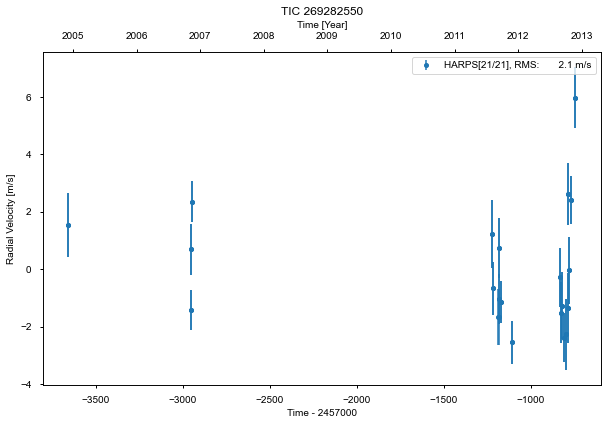 TIC 269282550
Time [Year]
2005 2006 2007 2008 2009 2010 2011 2012 2013
HARPS[21/21], RMS: 2.1 m/s
Radial Velocity [m/s]
6
4
2
0
−2
−4
−3500 −3000 −2500 −2000 −1500 −1000
Time - 2457000